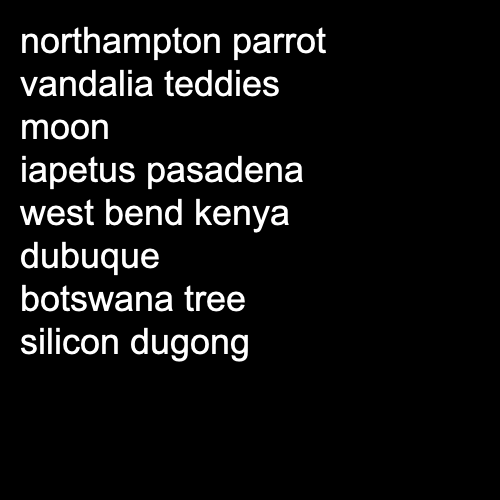 northampton parrot
vandalia teddies
moon
iapetus pasadena
west bend kenya
dubuque
botswana tree
silicon dugong